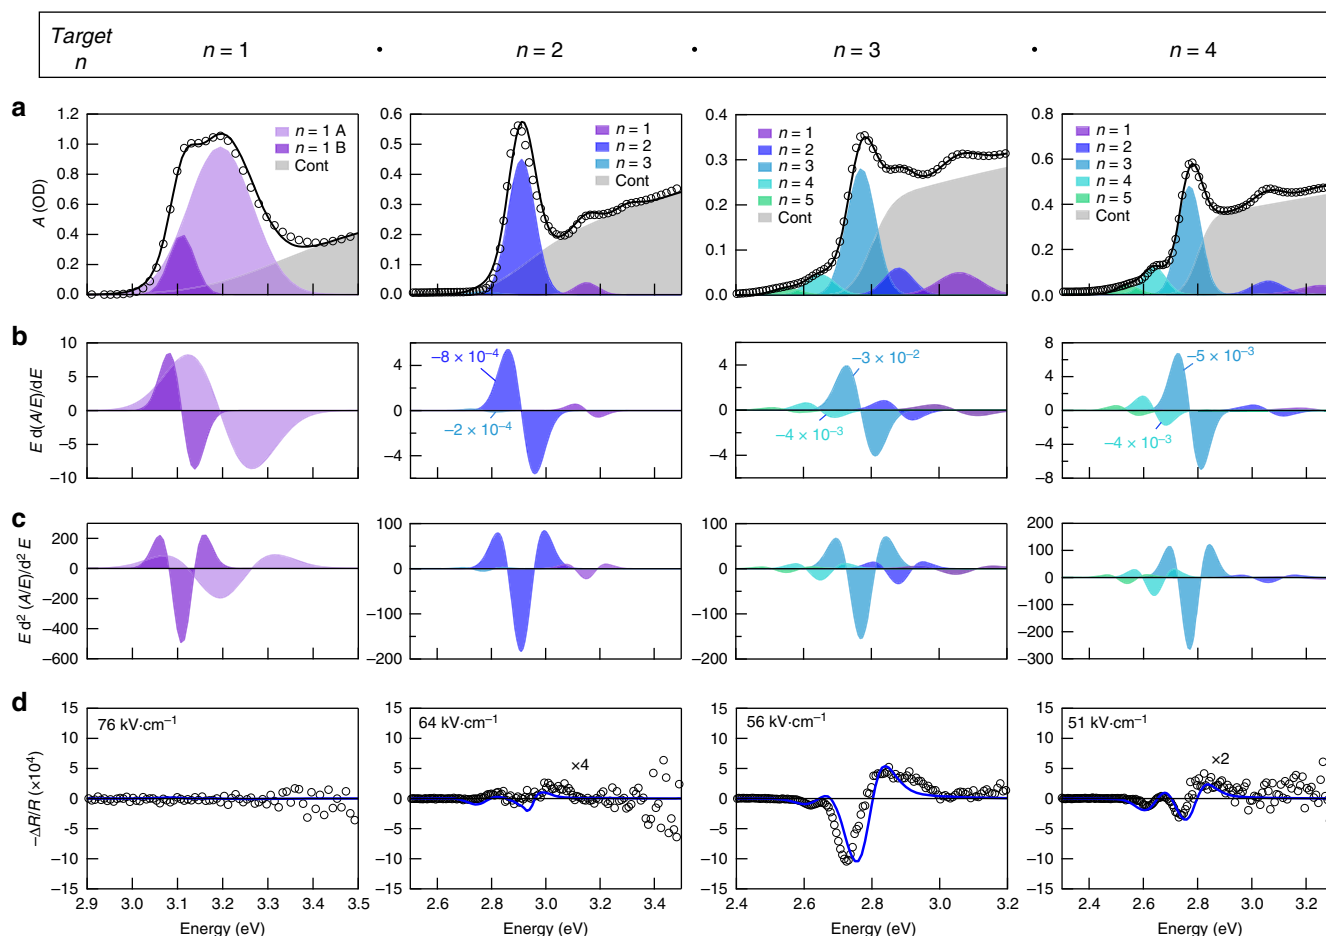 Target n
n = 1 • n = 2 • n = 3 • n = 4
a
A (OD)
1.2
1.0
0.8
0.6
0.4
0.2
0.0
n = 1 A
n = 1 B
Cont
0.6
0.5
0.4
0.3
0.2
0.1
0.0
n = 1
n = 2
n = 3
Cont
0.4
0.3
0.2
0.1
0.0
n = 1
n = 2
n = 3
n = 4
n = 5
Cont
0.8
0.6
0.4
0.2
0.0
n = 1
n = 2
n = 3
n = 4
n = 5
Cont
b
E d(A/E)/dE
10
5
0
−5
−10
4
0
−4
−8 × 10⁻⁴
−2 × 10⁻⁴
4
0
−4
−3 × 10⁻²
−4 × 10⁻³
8
4
0
−4
−8
−5 × 10⁻³
−4 × 10⁻³
c
E d² (A/E)/d² E
200
0
−200
−400
−600
100
0
−100
−200
100
0
−100
−200
200
100
0
−100
−200
−300
d
−ΔR/R (×10⁴)
15
10
5
0
−5
−10
−15
76 kV·cm⁻¹
2.9 3.0 3.1 3.2 3.3 3.4 3.5
Energy (eV)
15
10
5
0
−5
−10
−15
64 kV·cm⁻¹
×4
2.6 2.8 3.0 3.2 3.4
Energy (eV)
15
10
5
0
−5
−10
−15
56 kV·cm⁻¹
2.4 2.6 2.8 3.0 3.2
Energy (eV)
15
10
5
0
−5
−10
−15
51 kV·cm⁻¹
×2
2.4 2.6 2.8 3.0 3.2
Energy (eV)